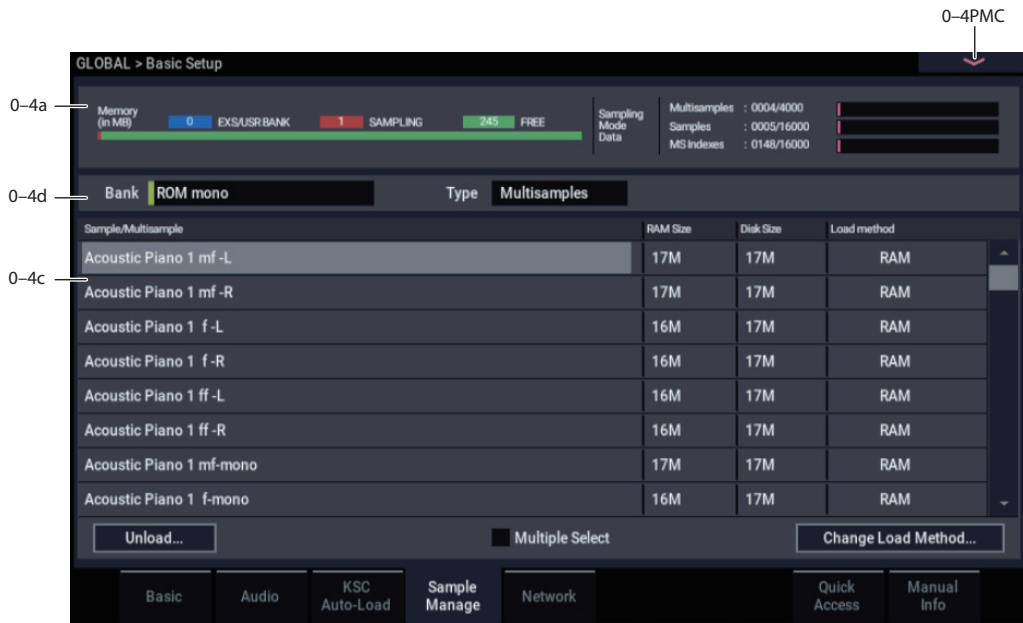 0–4PMC
GLOBAL > Basic Setup
0–4a
Memory
(in MB)
0 EXS/USR BANK 1 SAMPLING 245 FREE
Sampling
Mode
Data
Multisamples : 0004/4000
Samples : 0005/16000
MS Indexes : 0148/16000
0–4d
Bank ROM mono Type Multisamples
Sample/Multisample RAM Size Disk Size Load method
Acoustic Piano 1 mf -L 17M 17M RAM
0–4c
Acoustic Piano 1 mf -R 17M 17M RAM
Acoustic Piano 1 f -L 16M 17M RAM
Acoustic Piano 1 f -R 16M 17M RAM
Acoustic Piano 1 ff -L 16M 17M RAM
Acoustic Piano 1 ff -R 16M 17M RAM
Acoustic Piano 1 mf-mono 17M 17M RAM
Acoustic Piano 1 f-mono 16M 17M RAM
Unload... Multiple Select Change Load Method...
Basic
Audio
KSC
Auto-Load
Sample
Manage
Network
Quick
Access
Manual
Info